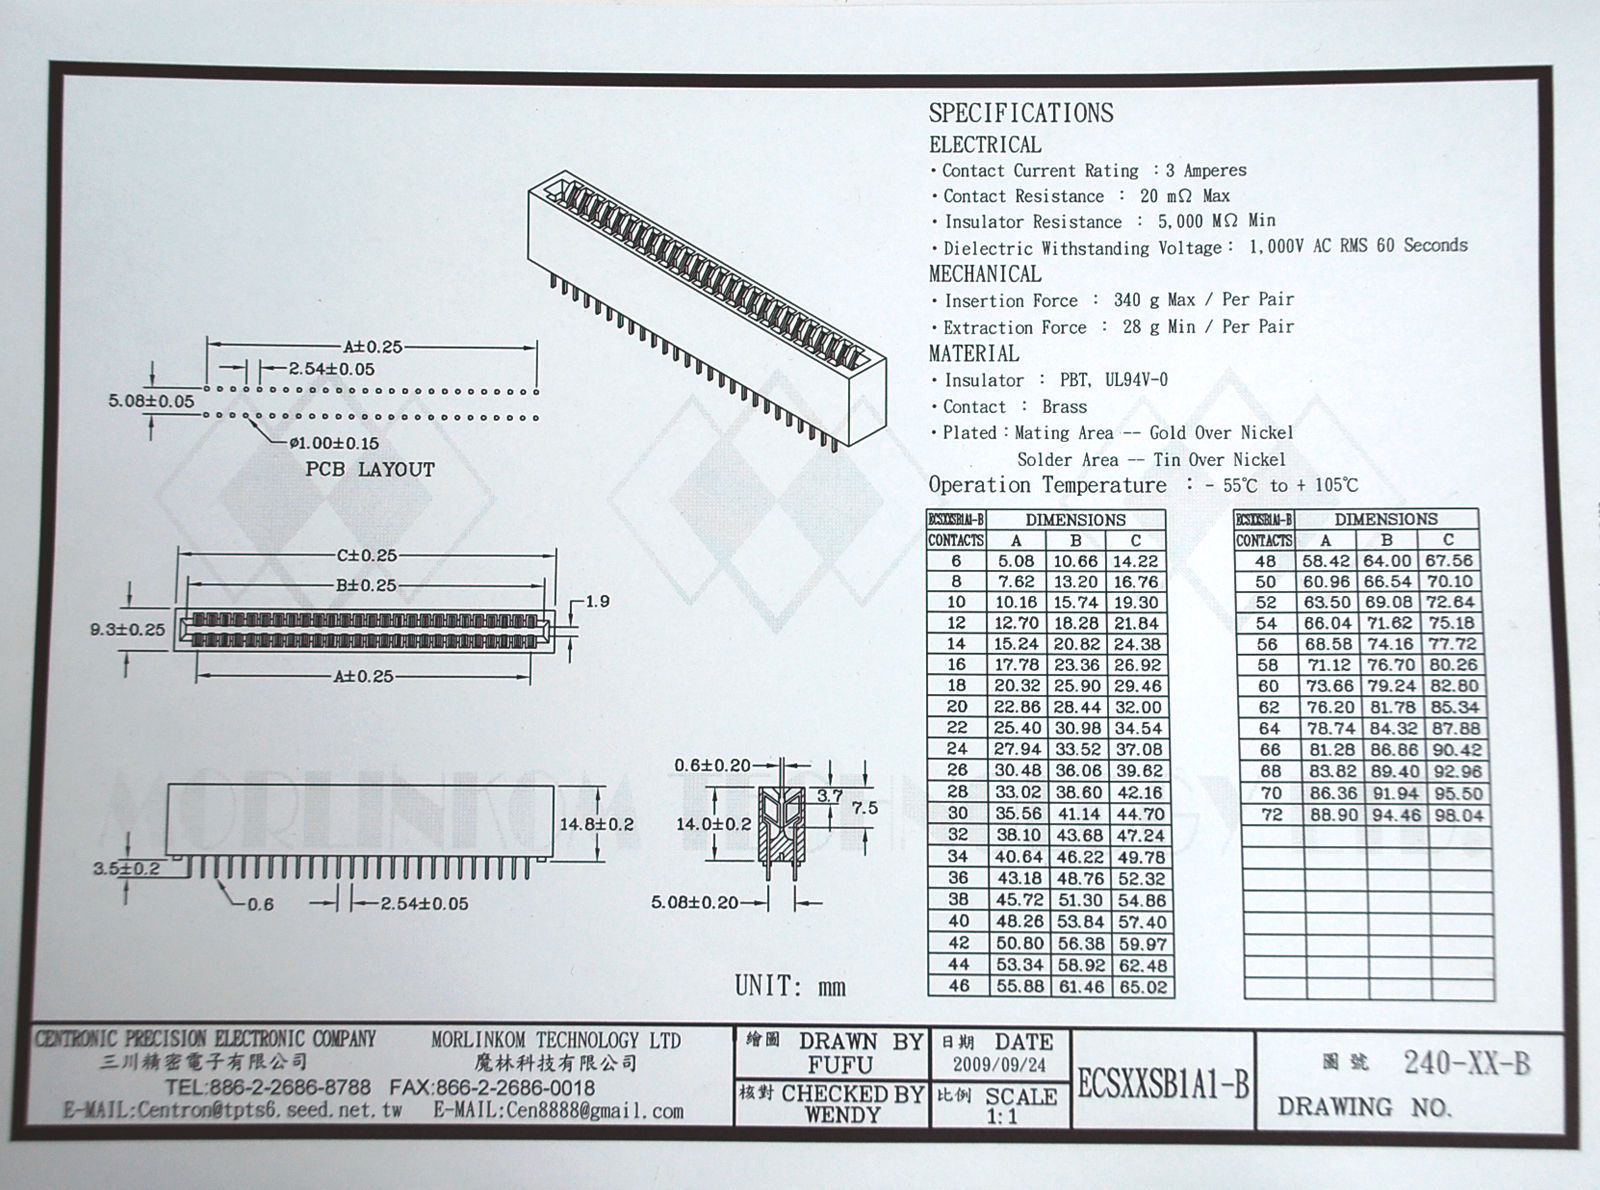 SPECIFICATIONS
ELECTRICAL
·Contact Current Rating :3 Amperes
·Contact Resistance : 20 mΩ Max
·Insulator Resistance : 5,000 MΩ Min
·Dielectric Withstanding Voltage: 1,000V AC RMS 60 Seconds
MECHANICAL
·Insertion Force : 340 g Max / Per Pair
·Extraction Force : 28 g Min / Per Pair
MATERIAL
·Insulator : PBT, UL94V-0
·Contact : Brass
·Plated:Mating Area -- Gold Over Nickel
Solder Area -- Tin Over Nickel
Operation Temperature : - 55℃ to + 105℃
A±0.25
2.54±0.05
5.08±0.05
ø1.00±0.15
PCB LAYOUT
C±0.25
B±0.25
1.9
9.3±0.25
A±0.25
14.8±0.2
3.5±0.2
0.6
2.54±0.05
0.6±0.20
3.7
7.5
14.0±0.2
5.08±0.20
UNIT: mm
ECSXXSB1A1-B DIMENSIONS
CONTACTS A B C
6 5.08 10.66 14.22
8 7.62 13.20 16.76
10 10.16 15.74 19.30
12 12.70 18.28 21.84
14 15.24 20.82 24.38
16 17.78 23.36 26.92
18 20.32 25.90 29.46
20 22.86 28.44 32.00
22 25.40 30.98 34.54
24 27.94 33.52 37.08
26 30.48 36.06 39.62
28 33.02 38.60 42.16
30 35.56 41.14 44.70
32 38.10 43.68 47.24
34 40.64 46.22 49.78
36 43.18 48.76 52.32
38 45.72 51.30 54.86
40 48.26 53.84 57.40
42 50.80 56.38 59.97
44 53.34 58.92 62.48
46 55.88 61.46 65.02
ECSXXSB1A1-B DIMENSIONS
CONTACTS A B C
48 58.42 64.00 67.56
50 60.96 66.54 70.10
52 63.50 69.08 72.64
54 66.04 71.62 75.18
56 68.58 74.16 77.72
58 71.12 76.70 80.26
60 73.66 79.24 82.80
62 76.20 81.78 85.34
64 78.74 84.32 87.88
66 81.28 86.86 90.42
68 83.82 89.40 92.96
70 86.36 91.94 95.50
72 88.90 94.46 98.04
MORLINKOM TECHNOLOGY LTD.
CENTRONIC PRECISION ELECTRONIC COMPANY MORLINKOM TECHNOLOGY LTD
三川精密電子有限公司 魔林科技有限公司
TEL:886-2-2686-8788 FAX:866-2-2686-0018
E-MAIL:Centron@tpts6.seed.net.tw E-MAIL:Cen8888@gmail.com
繪圖 DRAWN BY
FUFU
核對 CHECKED BY
WENDY
日期 DATE
2009/09/24
比例 SCALE
1:1
ECSXXSB1A1-B
圖號 240-XX-B
DRAWING NO.